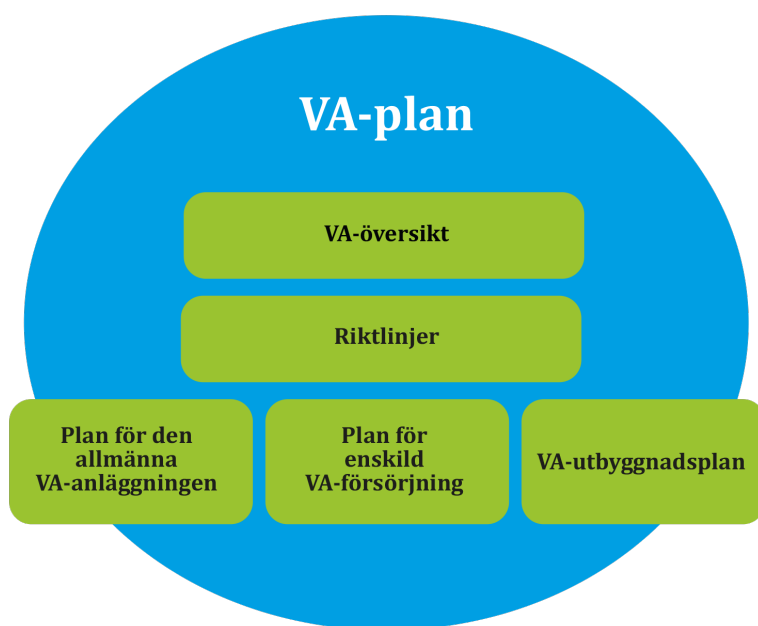 VA-plan
VA-översikt
Riktlinjer
Plan för den
allmänna
VA-anläggningen
Plan för
enskild
VA-försörjning
VA-utbyggnadsplan